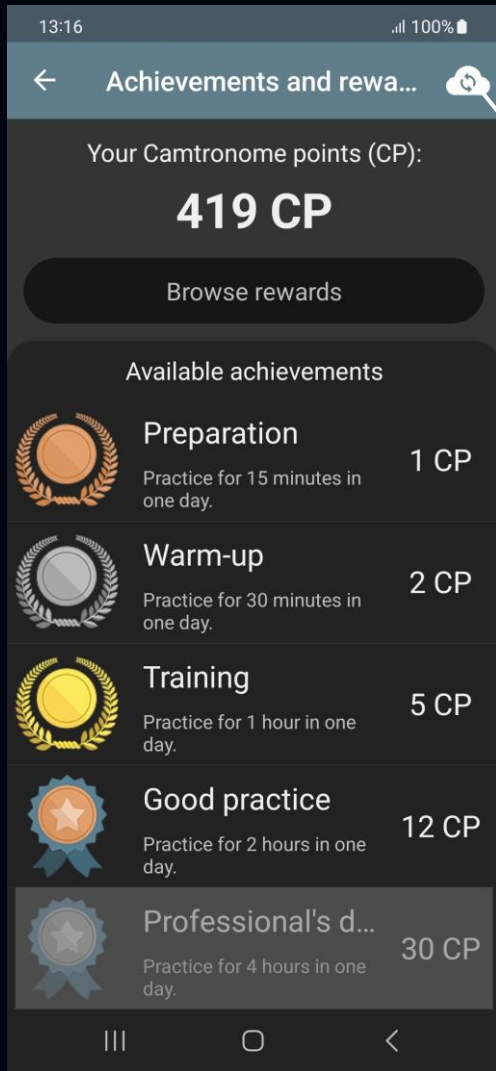 13:16
100%
Achievements and rewa...
Your Camtronome points (CP):
419 CP
Browse rewards
Available achievements
Preparation
1 CP
Practice for 15 minutes in
one day.
Warm-up
2 CP
Practice for 30 minutes in
one day.
Training
5 CP
Practice for 1 hour in one
day.
Good practice
12 CP
Practice for 2 hours in one
day.
Professional's d...
30 CP
Practice for 4 hours in one
day.